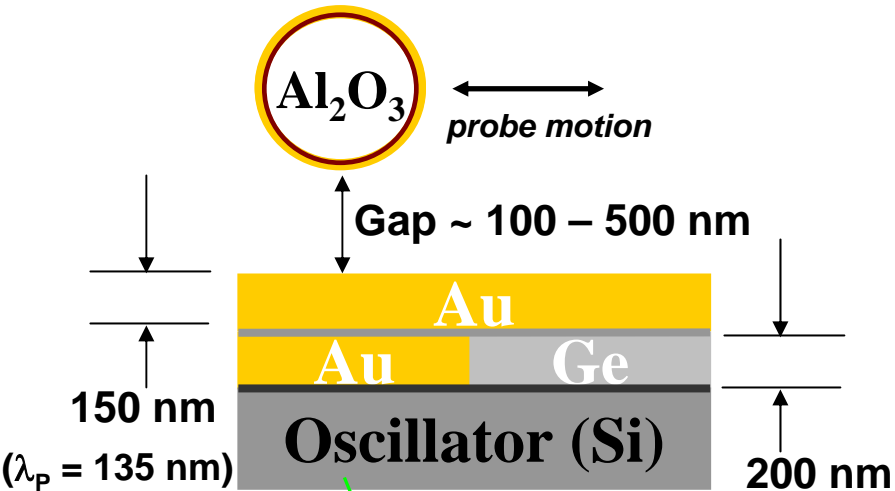 Al₂O₃
probe motion
Gap ~ 100 – 500 nm
Au
Au
Ge
150 nm
Oscillator (Si)
(λₚ = 135 nm)
200 nm